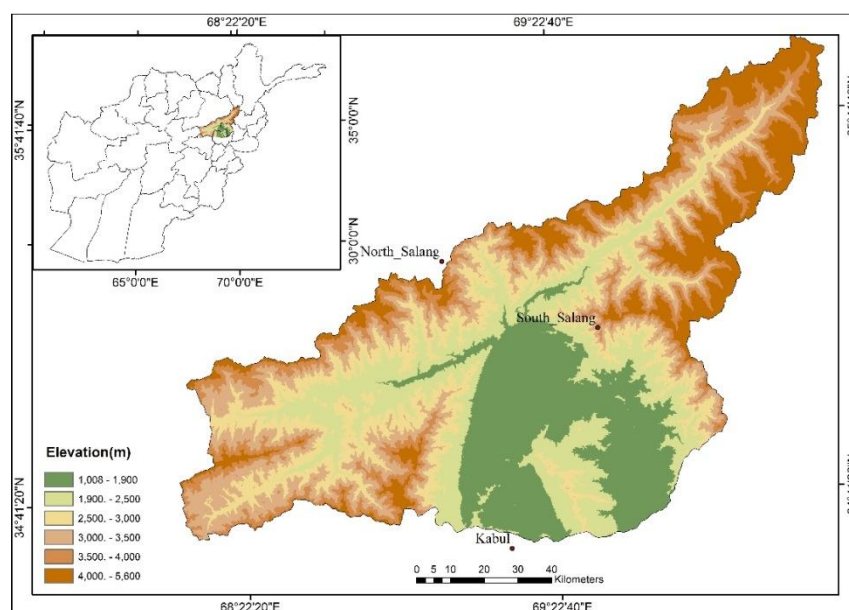 68°22'20"E
69°22'40"E
35°41'40"N
35°0'0"N
30°0'0"N
65°0'0"E
70°0'0"E
North_Salang
South_Salang
Elevation(m)
1,008 - 1,900
1,900. - 2,500
2,500. - 3,000
3,000. - 3,500
3.500. - 4,000
4,000. - 5,600
34°41'20"N
Kabul
0 5 10 20 30 40
Kilometers
68°22'20"E
69°22'40"E